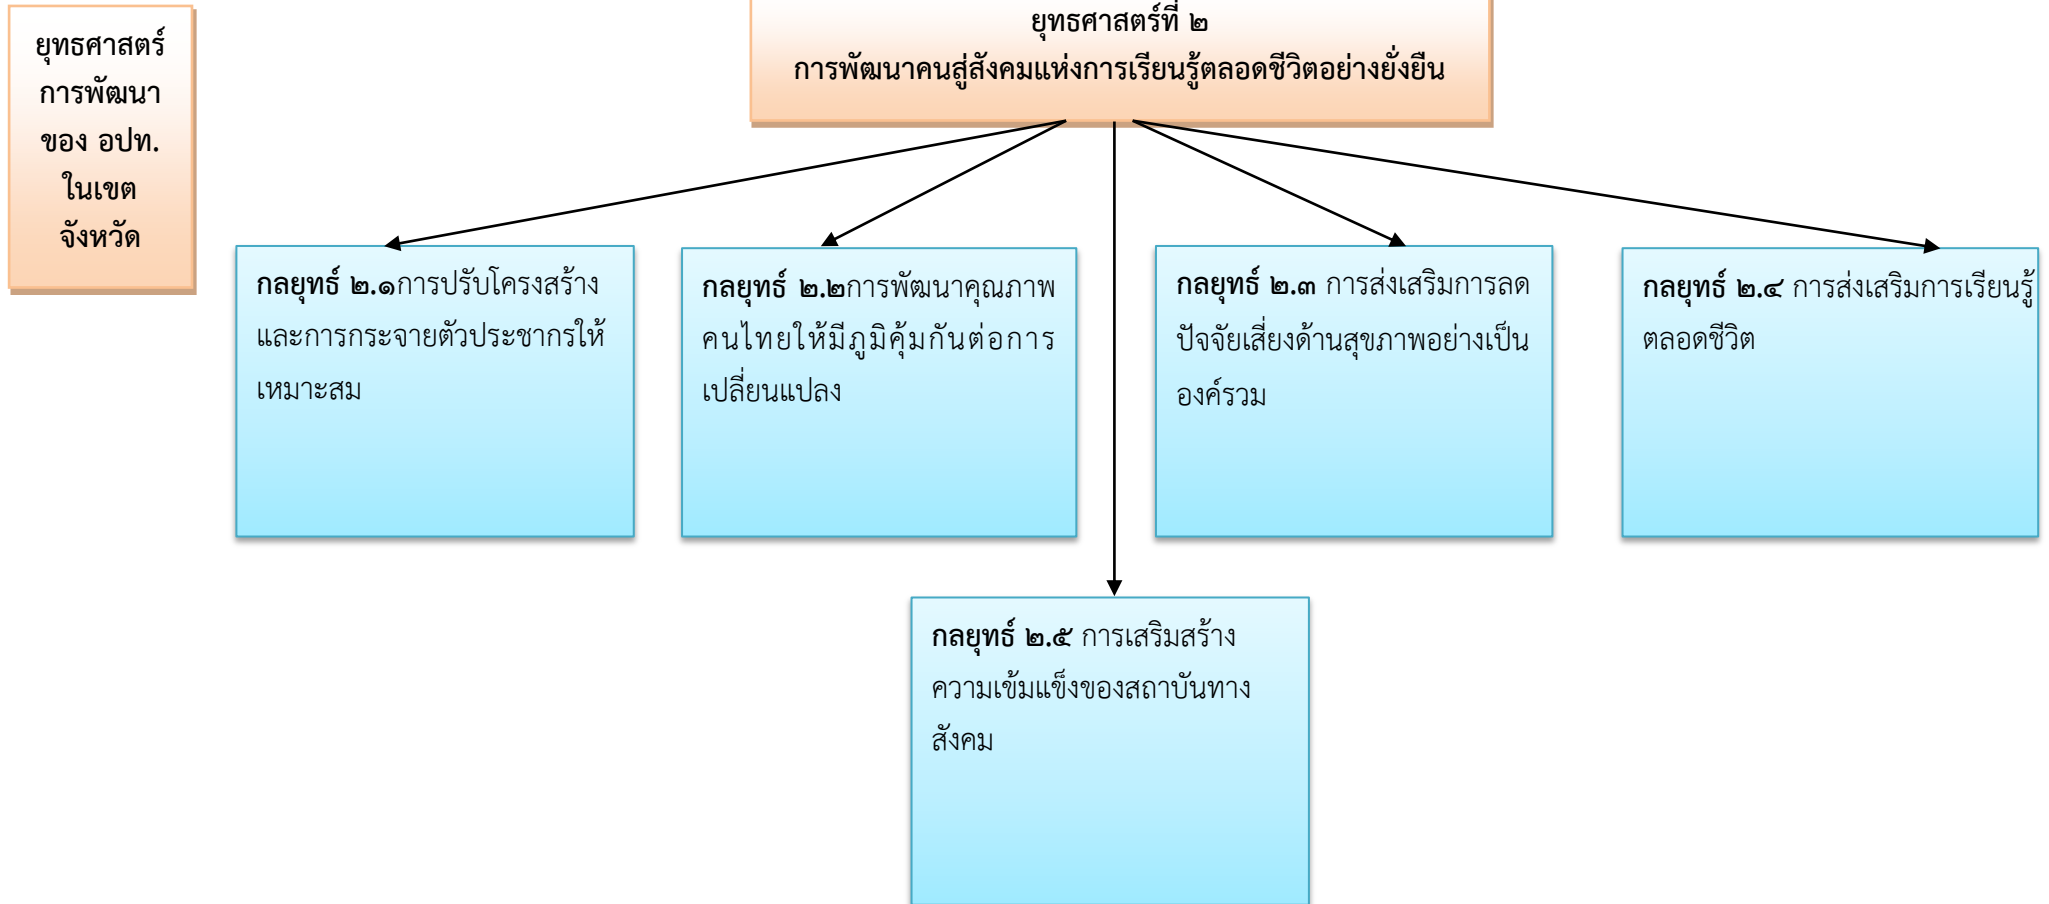 ยุทธศาสตร์
การพัฒนา
ของ อปท.
ในเขต
จังหวัด
ยุทธศาสตร์ที่ ๒
การพัฒนาคนสู่สังคมแห่งการเรียนรู้ตลอดชีวิตอย่างยั่งยืน
กลยุทธ์ ๒.๑การปรับโครงสร้าง
และการกระจายตัวประชากรให้
เหมาะสม
กลยุทธ์ ๒.๒การพัฒนาคุณภาพ
คนไทยให้มีภูมิคุ้มกันต่อการ
เปลี่ยนแปลง
กลยุทธ์ ๒.๓ การส่งเสริมการลด
ปัจจัยเสี่ยงด้านสุขภาพอย่างเป็น
องค์รวม
กลยุทธ์ ๒.๔ การส่งเสริมการเรียนรู้
ตลอดชีวิต
กลยุทธ์ ๒.๕ การเสริมสร้าง
ความเข้มแข็งของสถาบันทาง
สังคม